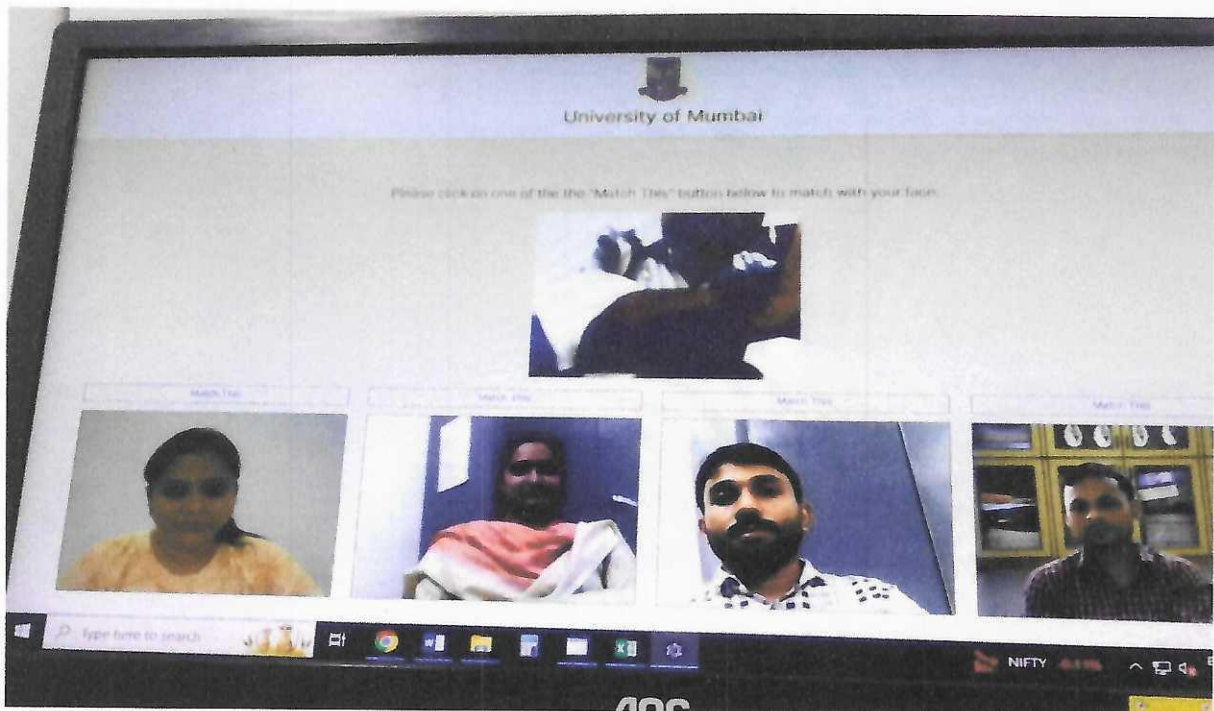 University of Mumbai
Please click on one of the the "Match This" button below to match with your face.
Match This
Match This
Match This
Match This
Type here to search
NIFTY
AOC